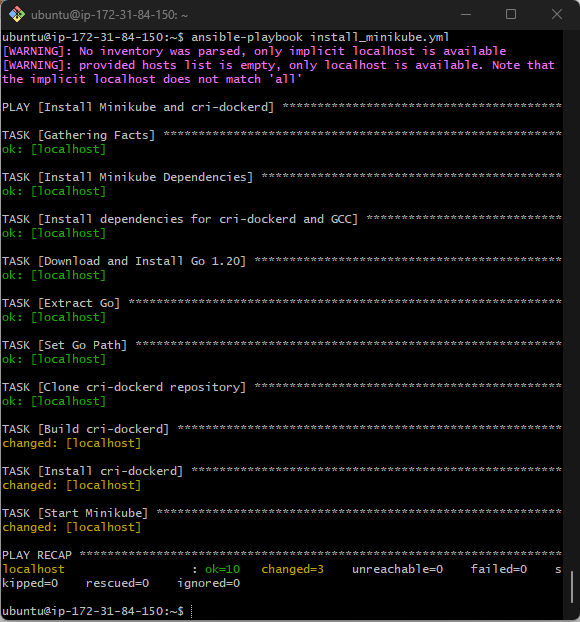 ubuntu@ip-172-31-84-150: ~
ubuntu@ip-172-31-84-150:~$ ansible-playbook install_minikube.yml
[WARNING]: No inventory was parsed, only implicit localhost is available
[WARNING]: provided hosts list is empty, only localhost is available. Note that
the implicit localhost does not match 'all'
PLAY [Install Minikube and cri-dockerd] ****************************************
TASK [Gathering Facts] *********************************************************
ok: [localhost]
TASK [Install Minikube Dependencies] *******************************************
ok: [localhost]
TASK [Install dependencies for cri-dockerd and GCC] ****************************
ok: [localhost]
TASK [Download and Install Go 1.20] ********************************************
ok: [localhost]
TASK [Extract Go] **************************************************************
ok: [localhost]
TASK [Set Go Path] *************************************************************
ok: [localhost]
TASK [Clone cri-dockerd repository] ********************************************
ok: [localhost]
TASK [Build cri-dockerd] *******************************************************
changed: [localhost]
TASK [Install cri-dockerd] *****************************************************
changed: [localhost]
TASK [Start Minikube] **********************************************************
changed: [localhost]
PLAY RECAP *********************************************************************
localhost                  : ok=10   changed=3    unreachable=0    failed=0    s
kipped=0    rescued=0    ignored=0
ubuntu@ip-172-31-84-150:~$